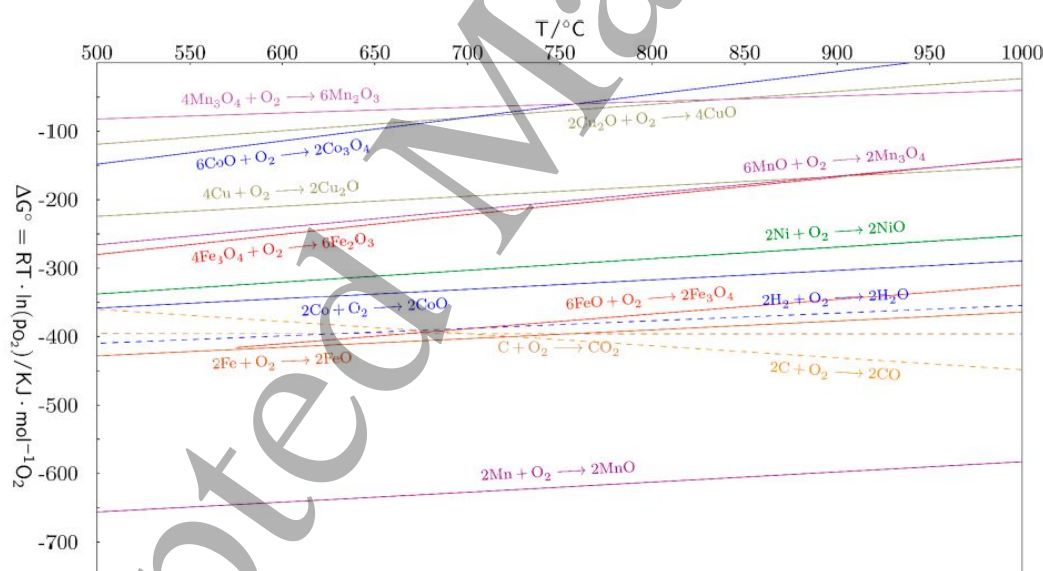 T/°C
500 550 600 650 700 750 800 850 900 950 1000
4Mn₃O₄ + O₂ ⟶ 6Mn₂O₃
-100
2Cu₂O + O₂ ⟶ 4CuO
6CoO + O₂ ⟶ 2Co₃O₄
6MnO + O₂ ⟶ 2Mn₃O₄
4Cu + O₂ ⟶ 2Cu₂O
-200
2Ni + O₂ ⟶ 2NiO
4Fe₃O₄ + O₂ ⟶ 6Fe₂O₃
-300
6FeO + O₂ ⟶ 2Fe₃O₄
2H₂ + O₂ ⟶ 2H₂O
2Co + O₂ ⟶ 2CoO
-400
C + O₂ ⟶ CO₂
2Fe + O₂ ⟶ 2FeO
2C + O₂ ⟶ 2CO
-500
2Mn + O₂ ⟶ 2MnO
-600
-700
ΔG° = RT · ln(po₂)/KJ · mol⁻¹O₂
pted Ma